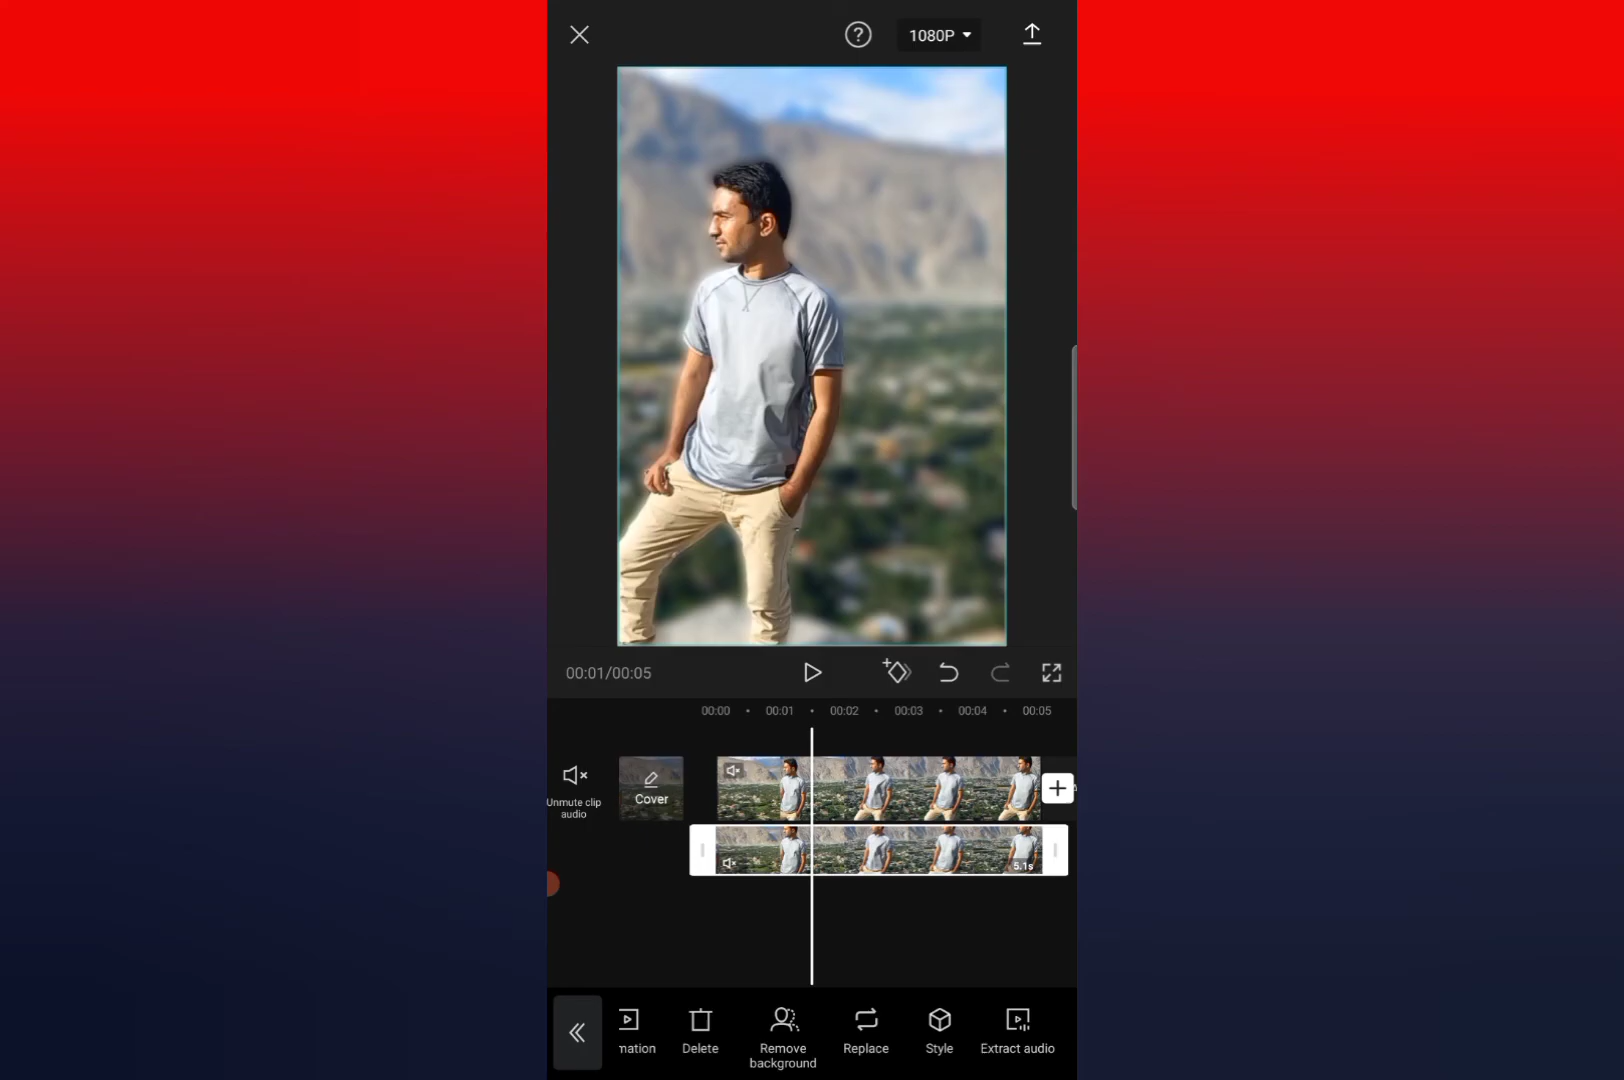 1080P
00:01/00:05
00:00 00:01 00:02 00:03 00:04 00:05
Unmute clip
audio
Cover
5.1s
mation
Delete
Remove
background
Replace
Style
Extract audio